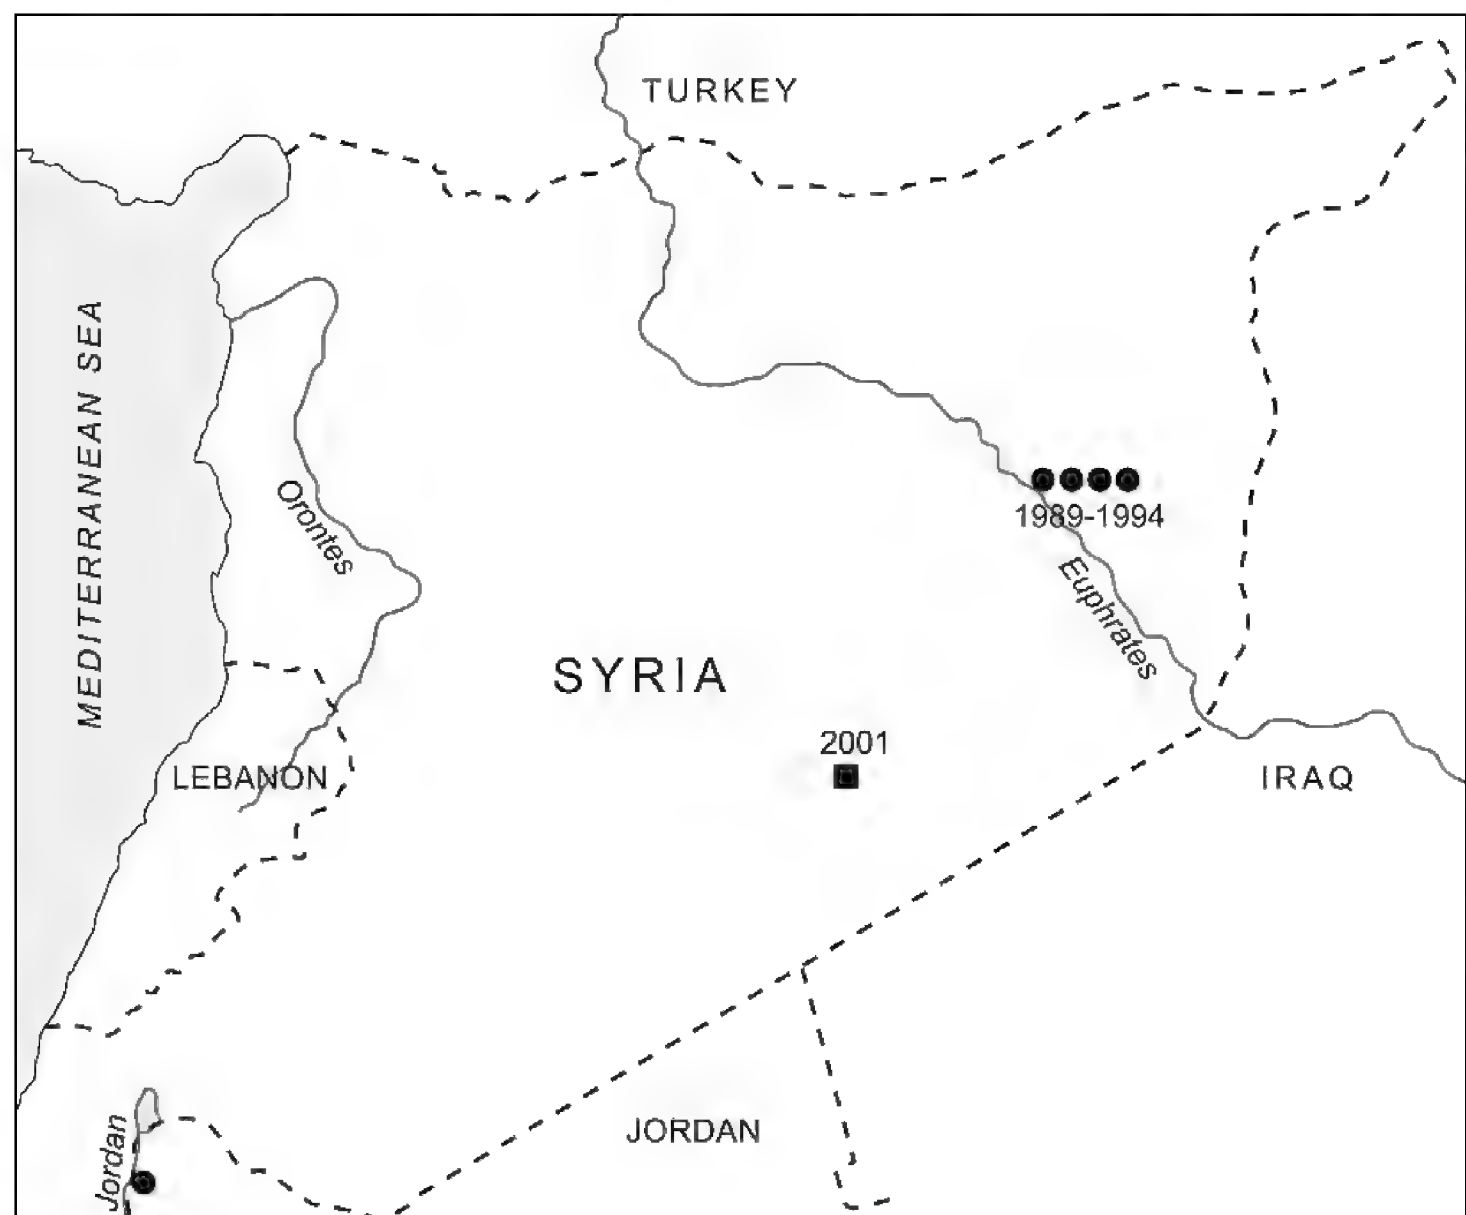 TURKEY
MEDITERRANEAN SEA
Orontes
1989-1994
Euphrates
SYRIA
2001
LEBANON
IRAQ
JORDAN
Jordan